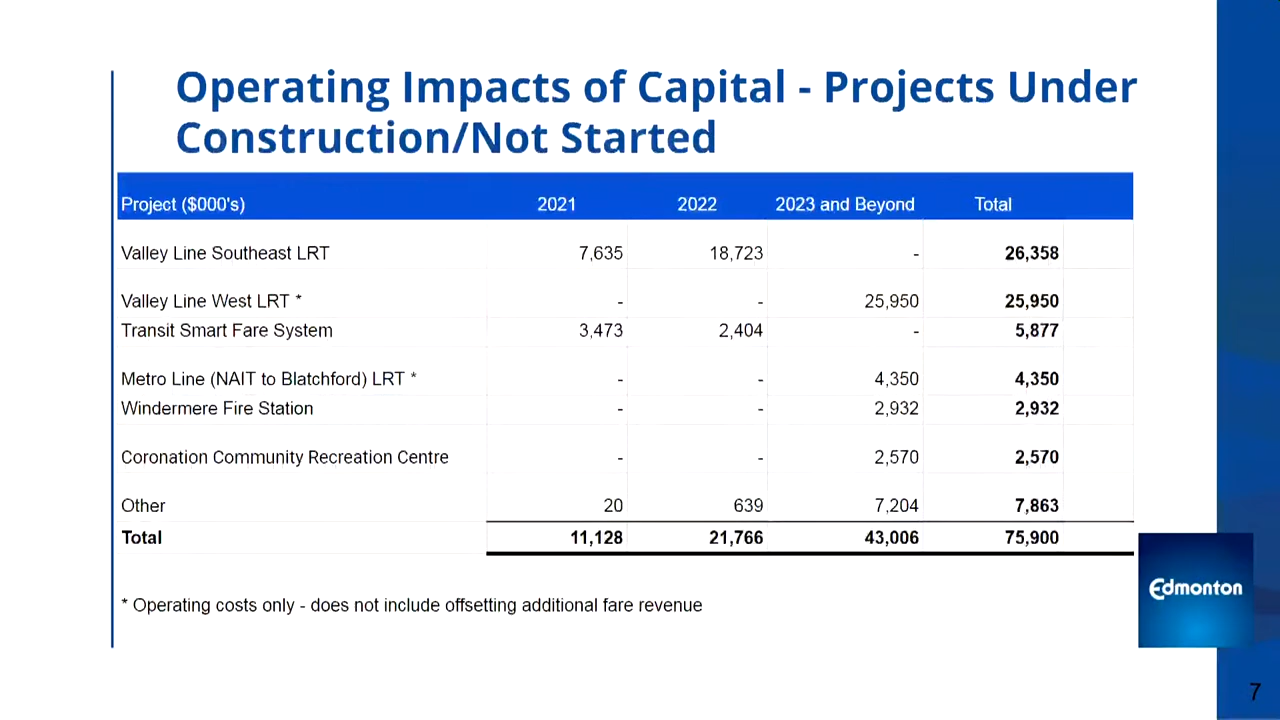 Operating Impacts of Capital - Projects Under
Construction/Not Started
Project ($000's) 2021 2022 2023 and Beyond Total
Valley Line Southeast LRT 7,635 18,723 - 26,358
Valley Line West LRT * - - 25,950 25,950
Transit Smart Fare System 3,473 2,404 - 5,877
Metro Line (NAIT to Blatchford) LRT * - - 4,350 4,350
Windermere Fire Station - - 2,932 2,932
Coronation Community Recreation Centre - - 2,570 2,570
Other 20 639 7,204 7,863
Total 11,128 21,766 43,006 75,900
* Operating costs only - does not include offsetting additional fare revenue
Edmonton
7